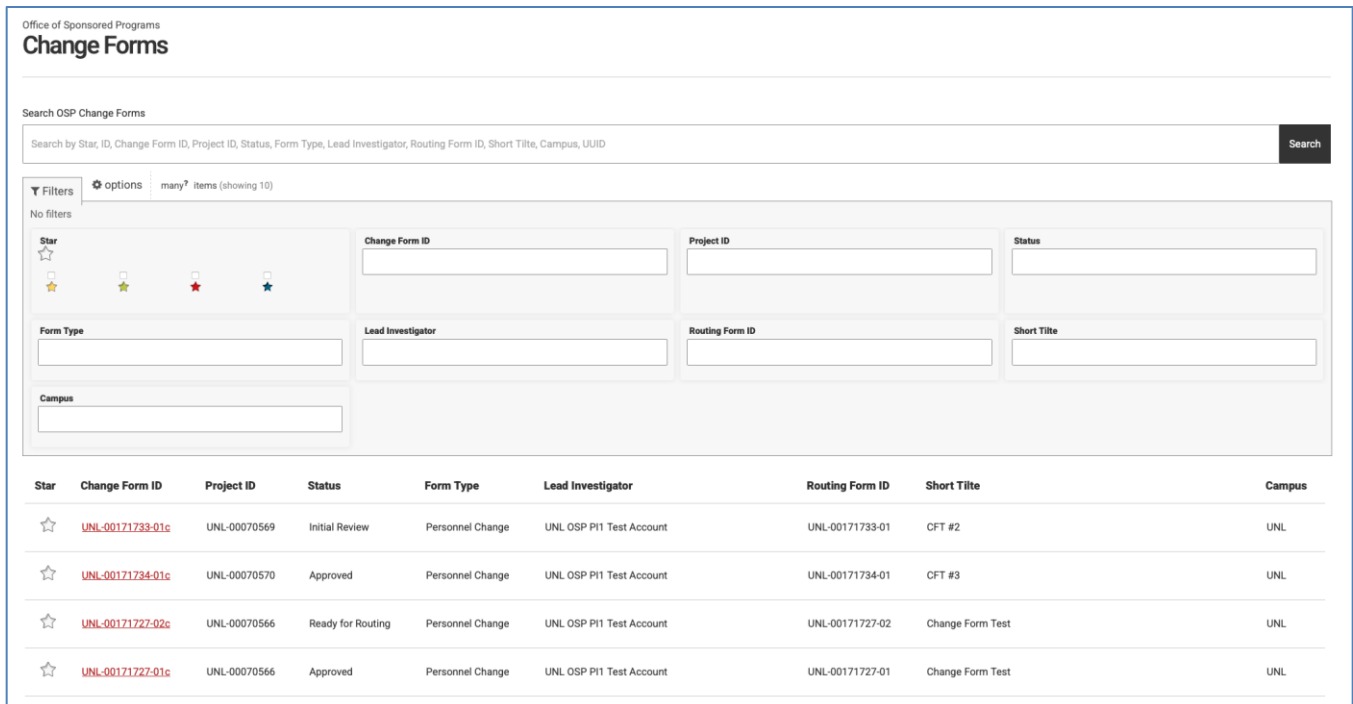 Office of Sponsored Programs
Change Forms
Search OSP Change Forms
Search by Star, ID, Change Form ID, Project ID, Status, Form Type, Lead Investigator, Routing Form ID, Short Tilte, Campus, UUID
Search
Filters options many? items (showing 10)
No filters
Star Change Form ID Project ID Status
Form Type Lead Investigator Routing Form ID Short Tilte
Campus
Star Change Form ID Project ID Status Form Type Lead Investigator Routing Form ID Short Tilte Campus
UNL-00171733-01c UNL-00070569 Initial Review Personnel Change UNL OSP PI1 Test Account UNL-00171733-01 CFT #2 UNL
UNL-00171734-01c UNL-00070570 Approved Personnel Change UNL OSP PI1 Test Account UNL-00171734-01 CFT #3 UNL
UNL-00171727-02c UNL-00070566 Ready for Routing Personnel Change UNL OSP PI1 Test Account UNL-00171727-02 Change Form Test UNL
UNL-00171727-01c UNL-00070566 Approved Personnel Change UNL OSP PI1 Test Account UNL-00171727-01 Change Form Test UNL